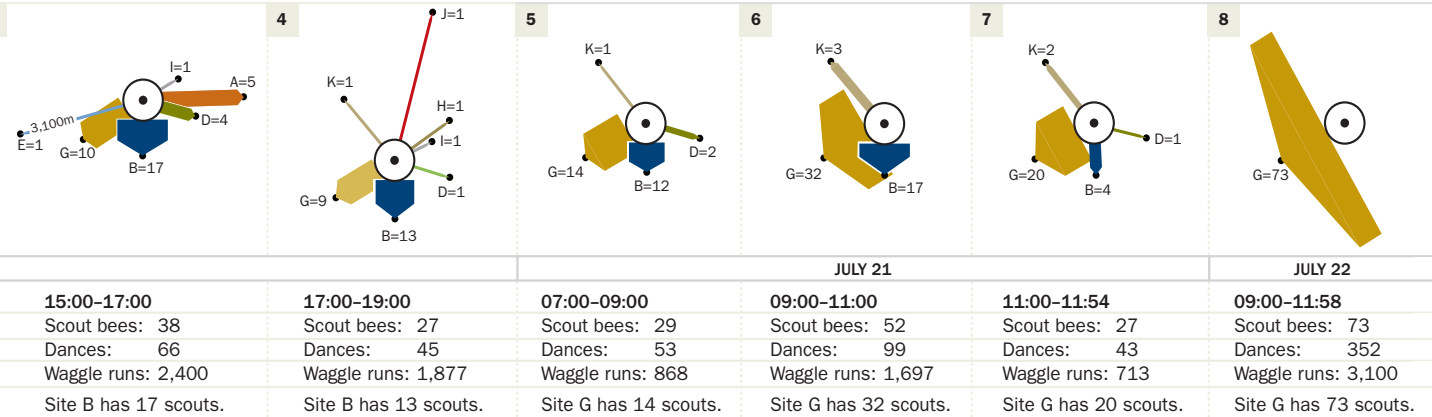 4
5
6
7
8
I=1
A=5
D=4
3,100m
E=1
G=10
B=17
J=1
K=1
H=1
I=1
D=1
G=9
B=13
K=1
D=2
G=14
B=12
K=3
G=32
B=17
K=2
D=1
G=20
B=4
G=73
JULY 21
JULY 22
15:00–17:00
Scout bees: 38
Dances: 66
Waggle runs: 2,400
Site B has 17 scouts.
17:00–19:00
Scout bees: 27
Dances: 45
Waggle runs: 1,877
Site B has 13 scouts.
07:00–09:00
Scout bees: 29
Dances: 53
Waggle runs: 868
Site G has 14 scouts.
09:00–11:00
Scout bees: 52
Dances: 99
Waggle runs: 1,697
Site G has 32 scouts.
11:00–11:54
Scout bees: 27
Dances: 43
Waggle runs: 713
Site G has 20 scouts.
09:00–11:58
Scout bees: 73
Dances: 352
Waggle runs: 3,100
Site G has 73 scouts.